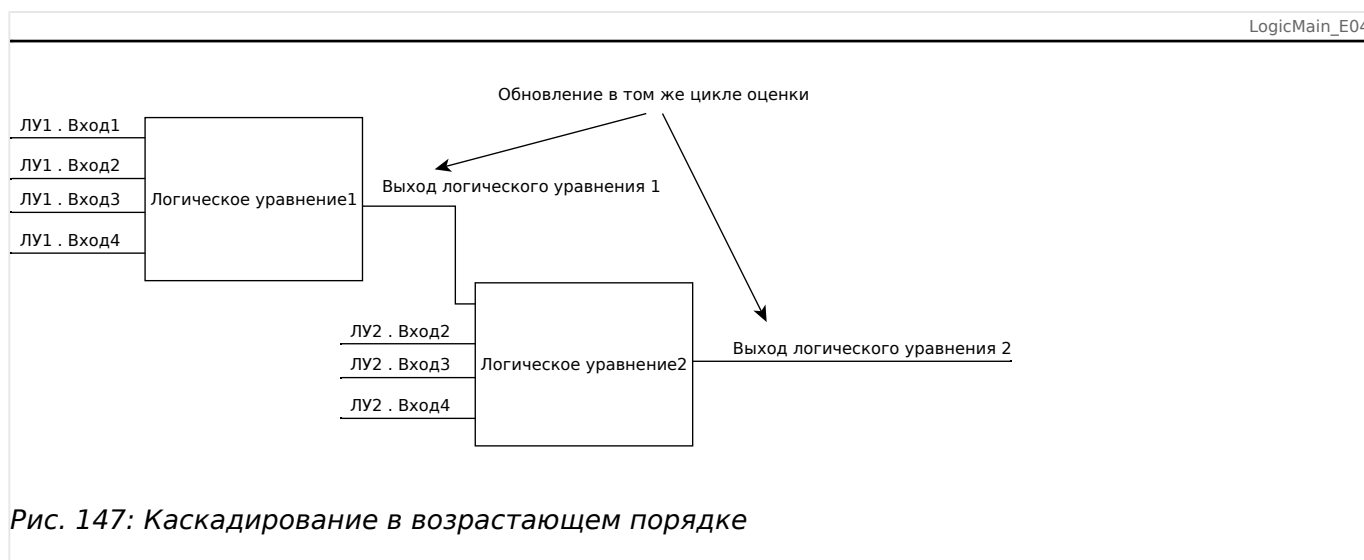 LogicMain_E04
Обновление в том же цикле оценки
ЛУ1 . Вход1
ЛУ1 . Вход2
ЛУ1 . Вход3
ЛУ1 . Вход4
Логическое уравнение1
Выход логического уравнения 1
ЛУ2 . Вход2
ЛУ2 . Вход3
ЛУ2 . Вход4
Логическое уравнение2
Выход логического уравнения 2
Рис. 147: Каскадирование в возрастающем порядке